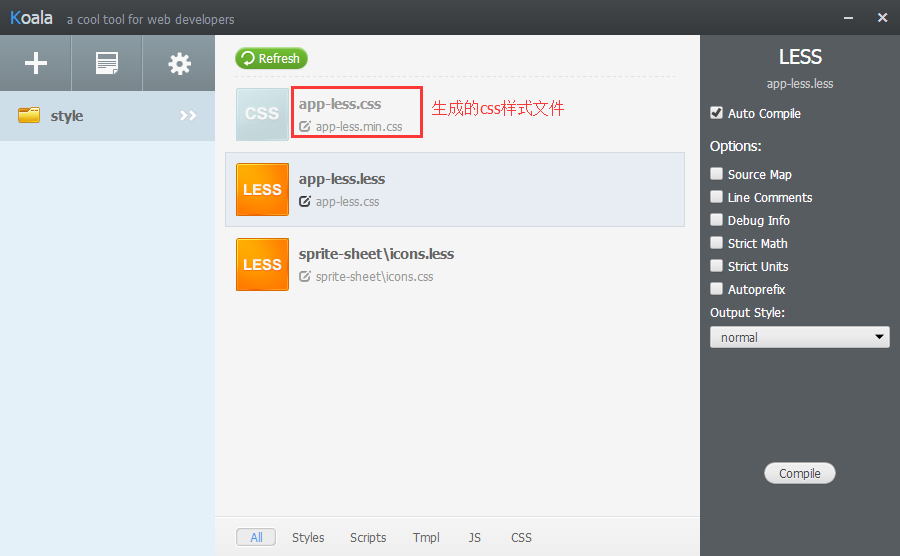 Koala a cool tool for web developers
style
Refresh
CSS
app-less.css
app-less.min.css
生成的css样式文件
LESS
app-less.less
app-less.css
LESS
sprite-sheet\icons.less
sprite-sheet\icons.css
All Styles Scripts Tmpl JS CSS
LESS
app-less.less
Auto Compile
Options:
Source Map
Line Comments
Debug Info
Strict Math
Strict Units
Autoprefix
Output Style:
normal
Compile